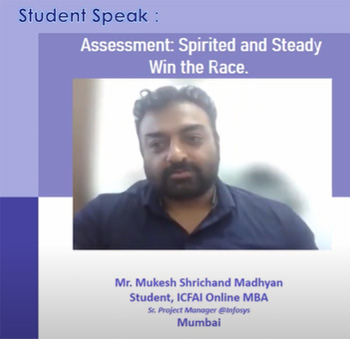 Student Speak :
Assessment: Spirited and Steady
Win the Race.
Mr. Mukesh Shrichand Madhyan
Student, ICFAI Online MBA
Sr. Project Manager @Infosys
Mumbai